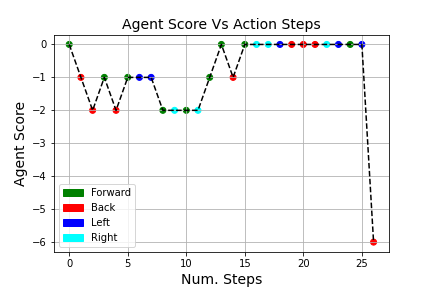 Agent Score Vs Action Steps
Agent Score
0
−1
−2
−3
−4
−5
−6
Forward
Back
Left
Right
0 5 10 15 20 25
Num. Steps